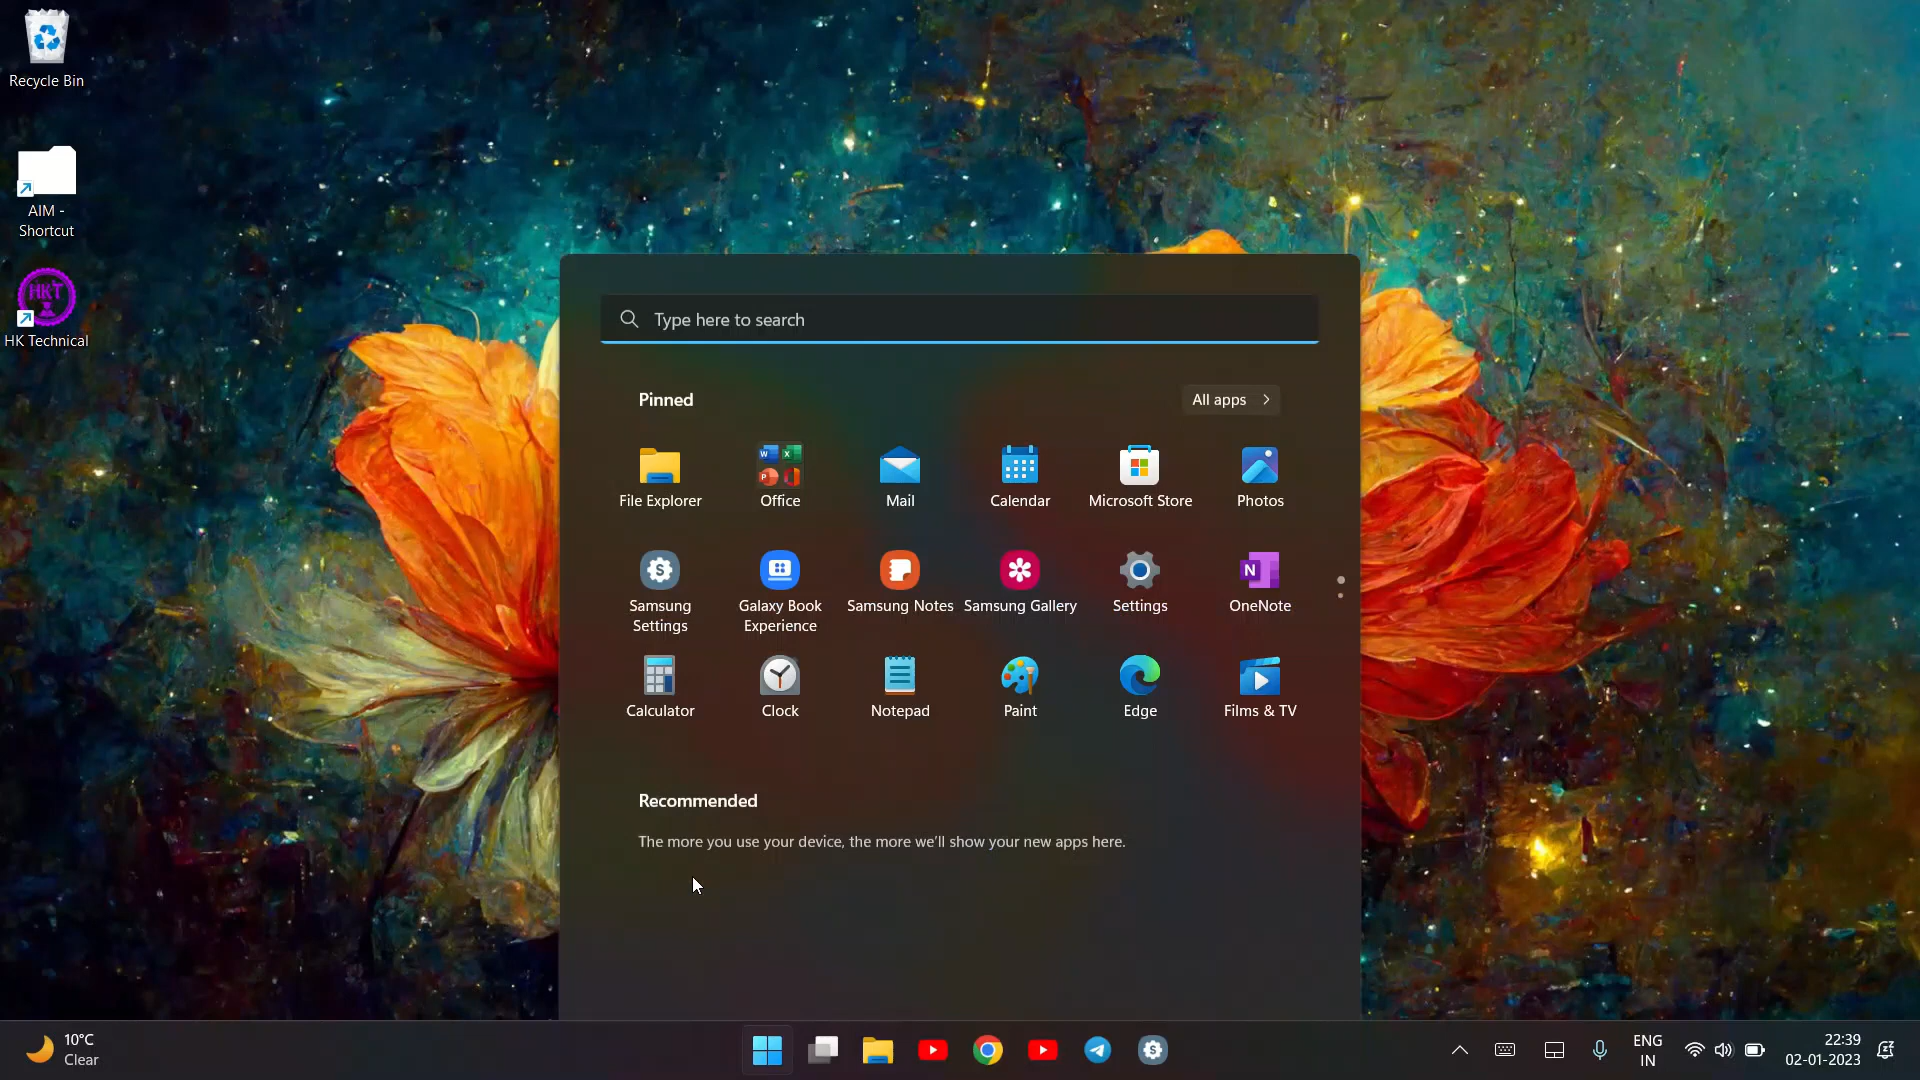 Recycle Bin
AIM -
Shortcut
HKT
HK Technical
Type here to search
Pinned
All apps
File Explorer
Office
Mail
Calendar
Microsoft Store
Photos
Samsung
Settings
Galaxy Book
Experience
Samsung Notes
Samsung Gallery
Settings
OneNote
Calculator
Clock
Notepad
Paint
Edge
Films & TV
Recommended
The more you use your device, the more we'll show your new apps here.
10°C
Clear
ENG
IN
22:39
02-01-2023